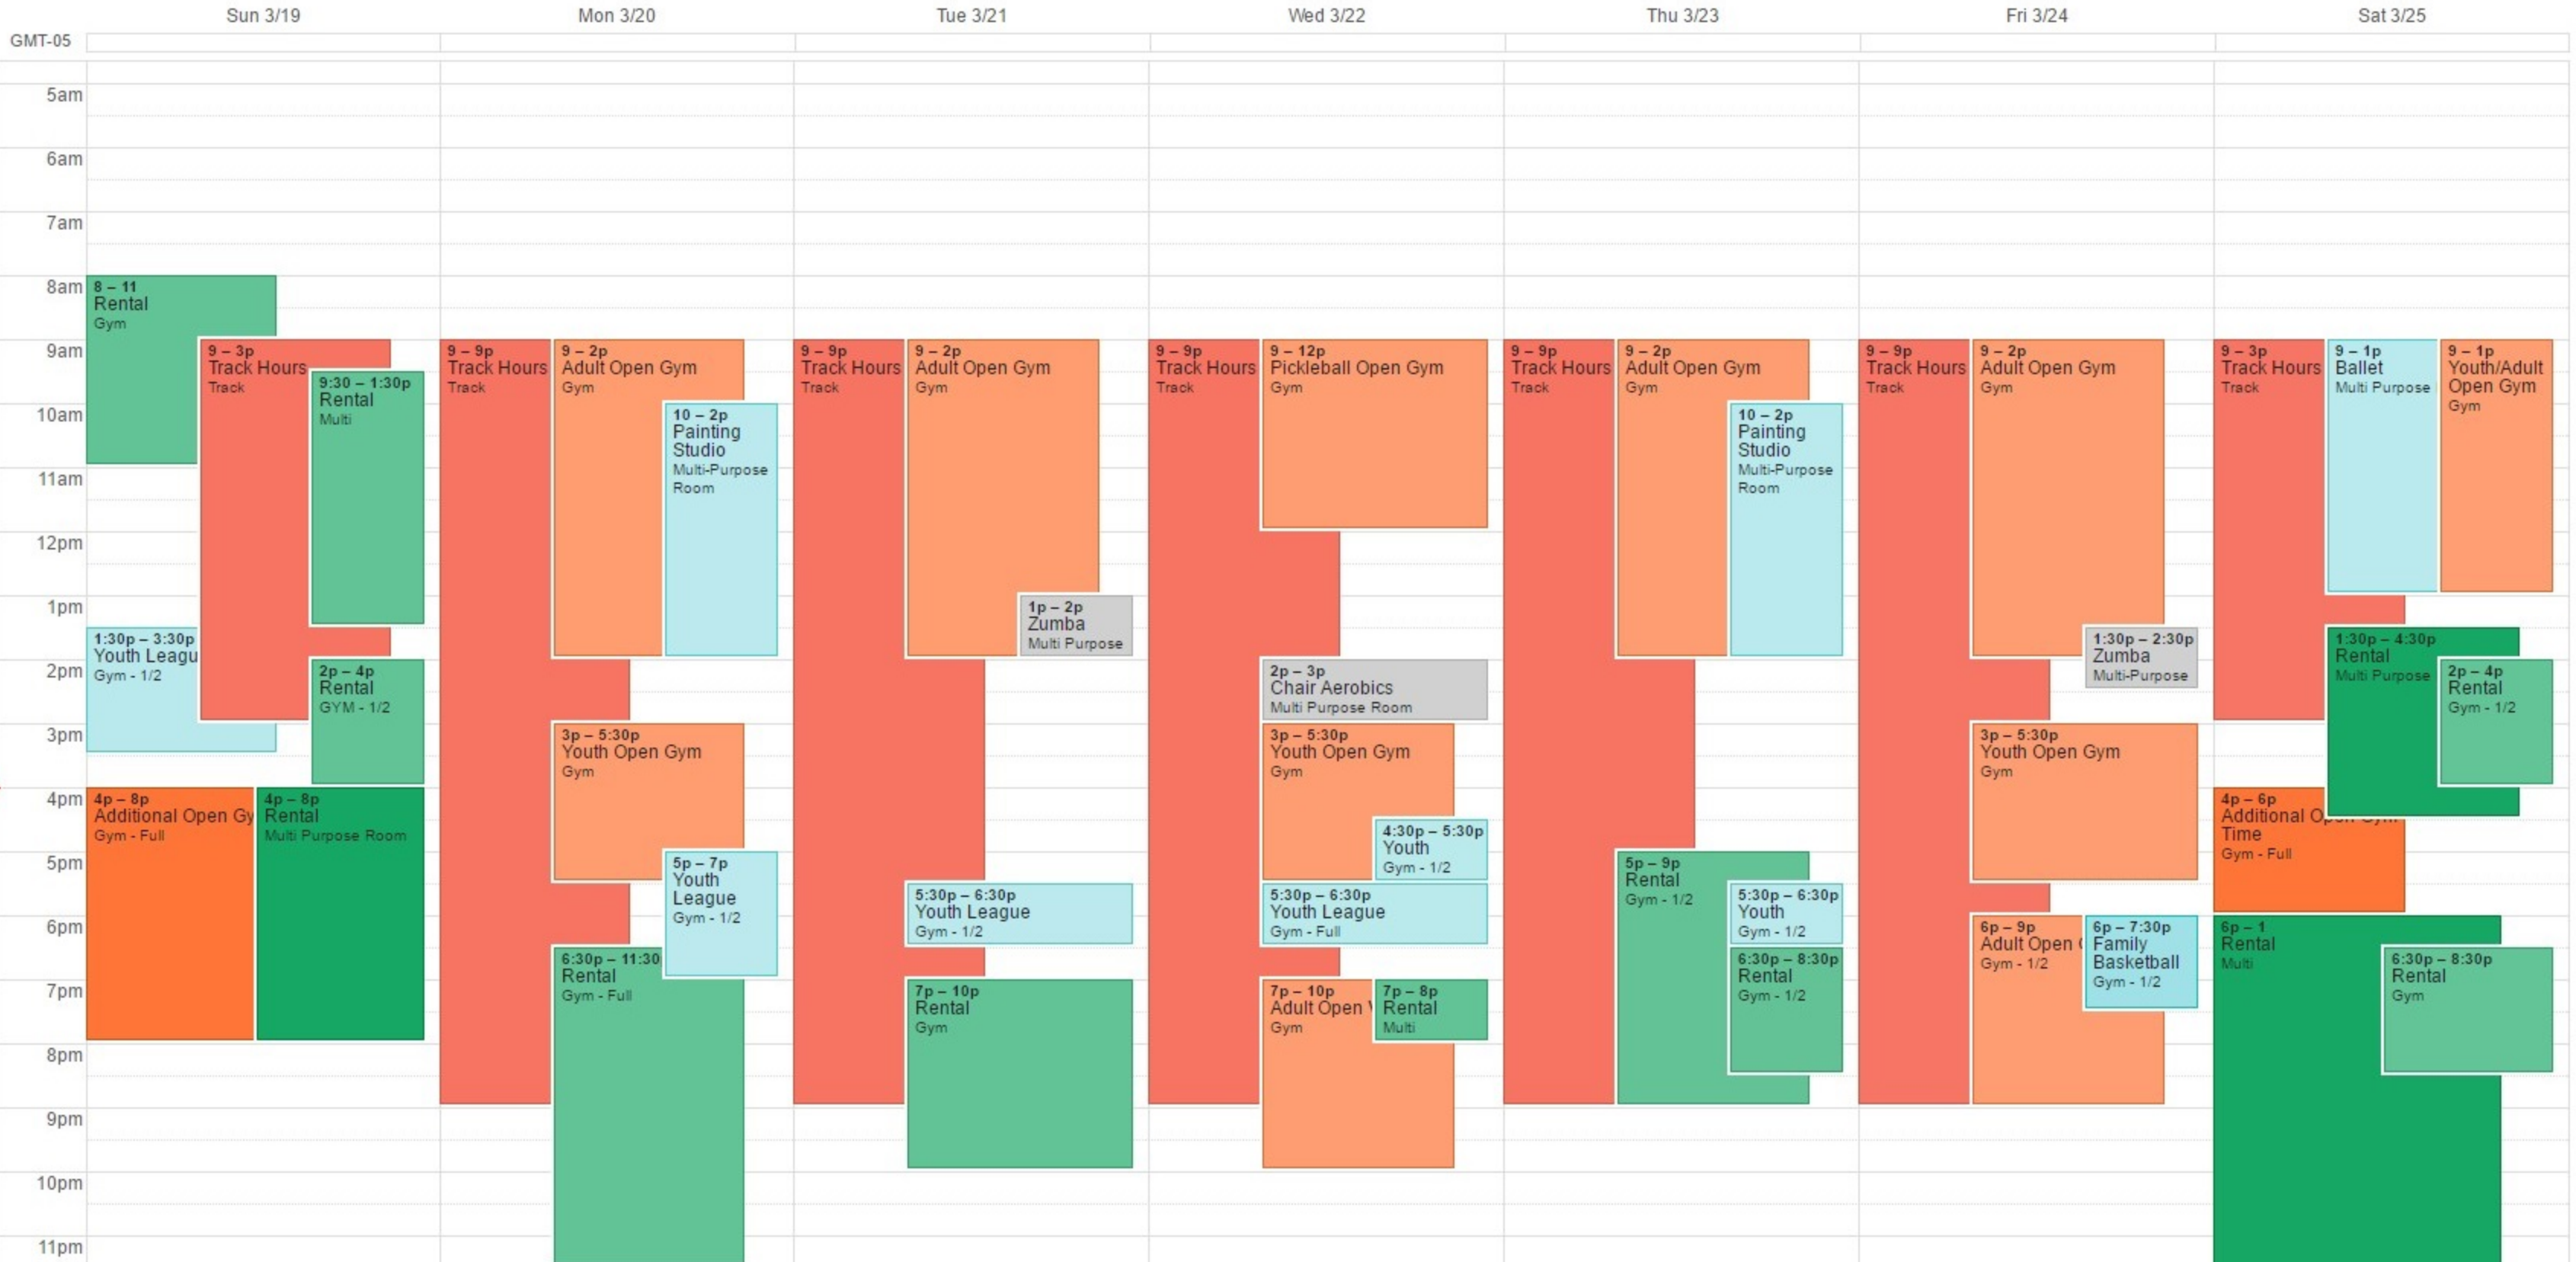 Sun 3/19
Mon 3/20
Tue 3/21
Wed 3/22
Thu 3/23
Fri 3/24
Sat 3/25
GMT-05
5am
6am
7am
8am
9am
10am
11am
12pm
1pm
2pm
3pm
4pm
5pm
6pm
7pm
8pm
9pm
10pm
11pm
8 – 11
Rental
Gym
9 – 3p
Track Hours
Track
9:30 – 1:30p
Rental
Multi
1:30p – 3:30p
Youth Leagu
Gym - 1/2
2p – 4p
Rental
GYM - 1/2
4p – 8p
Additional Open Gy
Gym - Full
4p – 8p
Rental
Multi Purpose Room
9 – 9p
Track Hours
Track
9 – 2p
Adult Open Gym
Gym
10 – 2p
Painting
Studio
Multi-Purpose
Room
3p – 5:30p
Youth Open Gym
Gym
5p – 7p
Youth
League
Gym - 1/2
6:30p – 11:30
Rental
Gym - Full
9 – 9p
Track Hours
Track
9 – 2p
Adult Open Gym
Gym
1p – 2p
Zumba
Multi Purpose
5:30p – 6:30p
Youth League
Gym - 1/2
7p – 10p
Rental
Gym
9 – 9p
Track Hours
Track
9 – 12p
Pickleball Open Gym
Gym
2p – 3p
Chair Aerobics
Multi Purpose Room
3p – 5:30p
Youth Open Gym
Gym
4:30p – 5:30p
Youth
Gym - 1/2
5:30p – 6:30p
Youth League
Gym - Full
7p – 10p
Adult Open
Gym
7p – 8p
Rental
Multi
9 – 9p
Track Hours
Track
9 – 2p
Adult Open Gym
Gym
10 – 2p
Painting
Studio
Multi-Purpose
Room
5p – 9p
Rental
Gym - 1/2
5:30p – 6:30p
Youth
Gym - 1/2
6:30p – 8:30p
Rental
Gym - 1/2
9 – 9p
Track Hours
Track
9 – 2p
Adult Open Gym
Gym
1:30p – 2:30p
Zumba
Multi-Purpose
3p – 5:30p
Youth Open Gym
Gym
6p – 9p
Adult Open
Gym - 1/2
6p – 7:30p
Family
Basketball
Gym - 1/2
9 – 3p
Track Hours
Track
9 – 1p
Ballet
Multi Purpose
9 – 1p
Youth/Adult
Open Gym
Gym
1:30p – 4:30p
Rental
Multi Purpose
2p – 4p
Rental
Gym - 1/2
4p – 6p
Additional Open Gym
Time
Gym - Full
6p – 1
Rental
Multi
6:30p – 8:30p
Rental
Gym